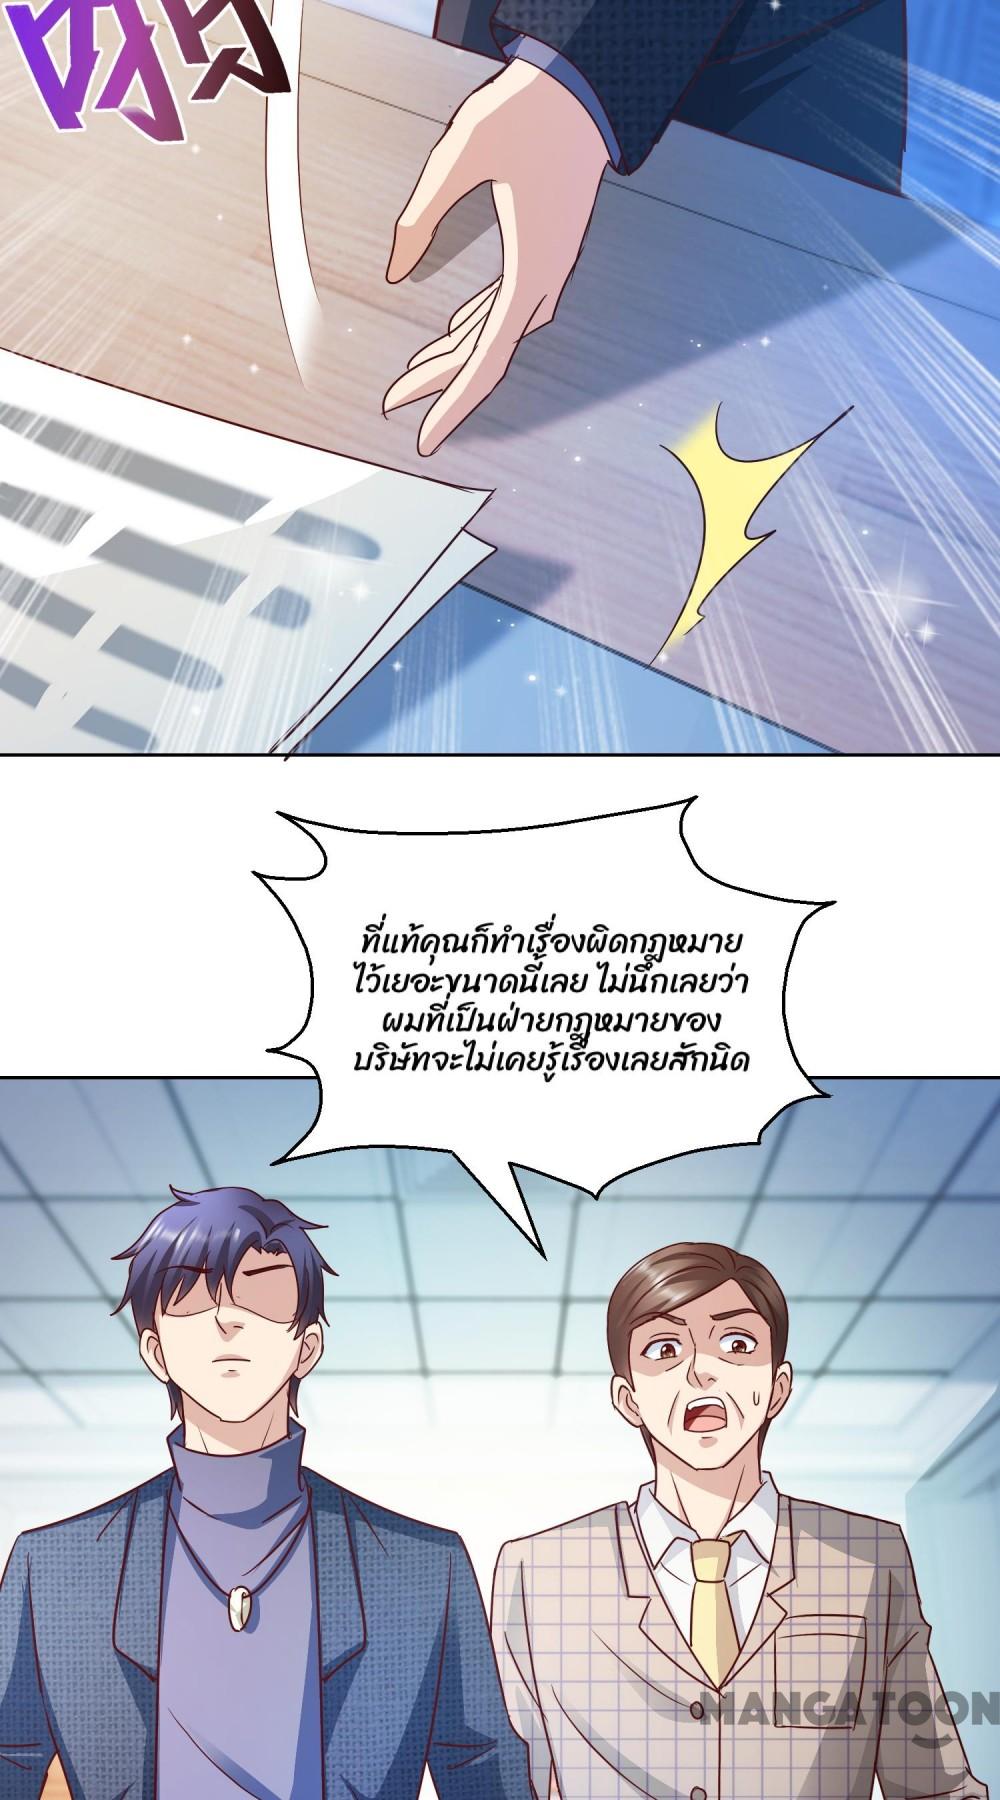 ที่แท้คุณก็ทำเรื่องผิดกฎหมาย
ไว้เยอะขนาดนี้เลย ไม่นึกเลยว่า
ผมที่เป็นฝ่ายกฎหมายของ
บริษัทจะไม่เคยรู้เรื่องเลยสักนิด
MANGATOON